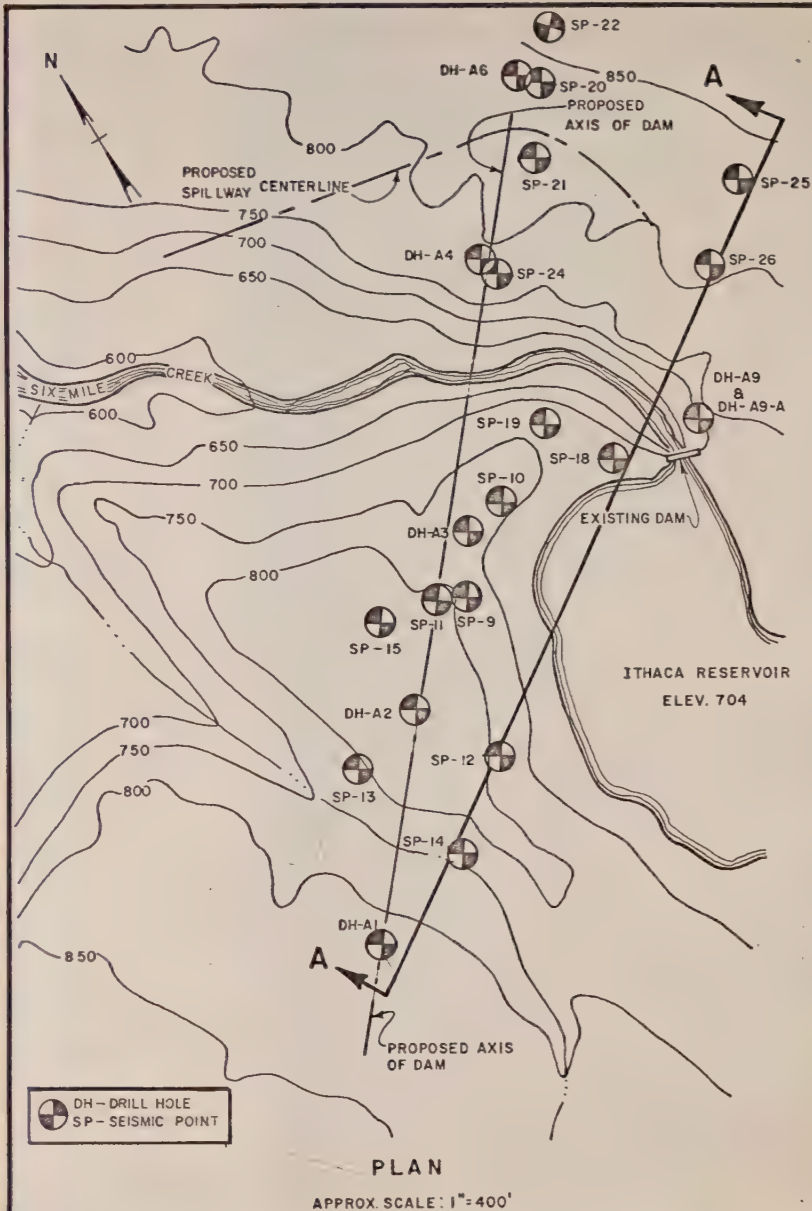 SP-22
DH-A6
SP-20
850
A
N
PROPOSED
AXIS OF DAM
800
PROPOSED
SPILLWAY CENTERLINE
SP-21
SP-25
750
700
650
DH-A4
SP-24
SP-26
600
SIX MILE CREEK
600
DH-A9
&
DH-A9-A
SP-19
SP-18
650
700
SP-10
750
EXISTING DAM
DH-A3
800
SP-11
SP-9
SP-15
ITHACA RESERVOIR
ELEV. 704
DH-A2
700
SP-12
750
SP-13
800
SP-14
DH-A1
A
850
PROPOSED AXIS
OF DAM
DH-DRILL HOLE
SP-SEISMIC POINT
PLAN
APPROX. SCALE: 1"=400'